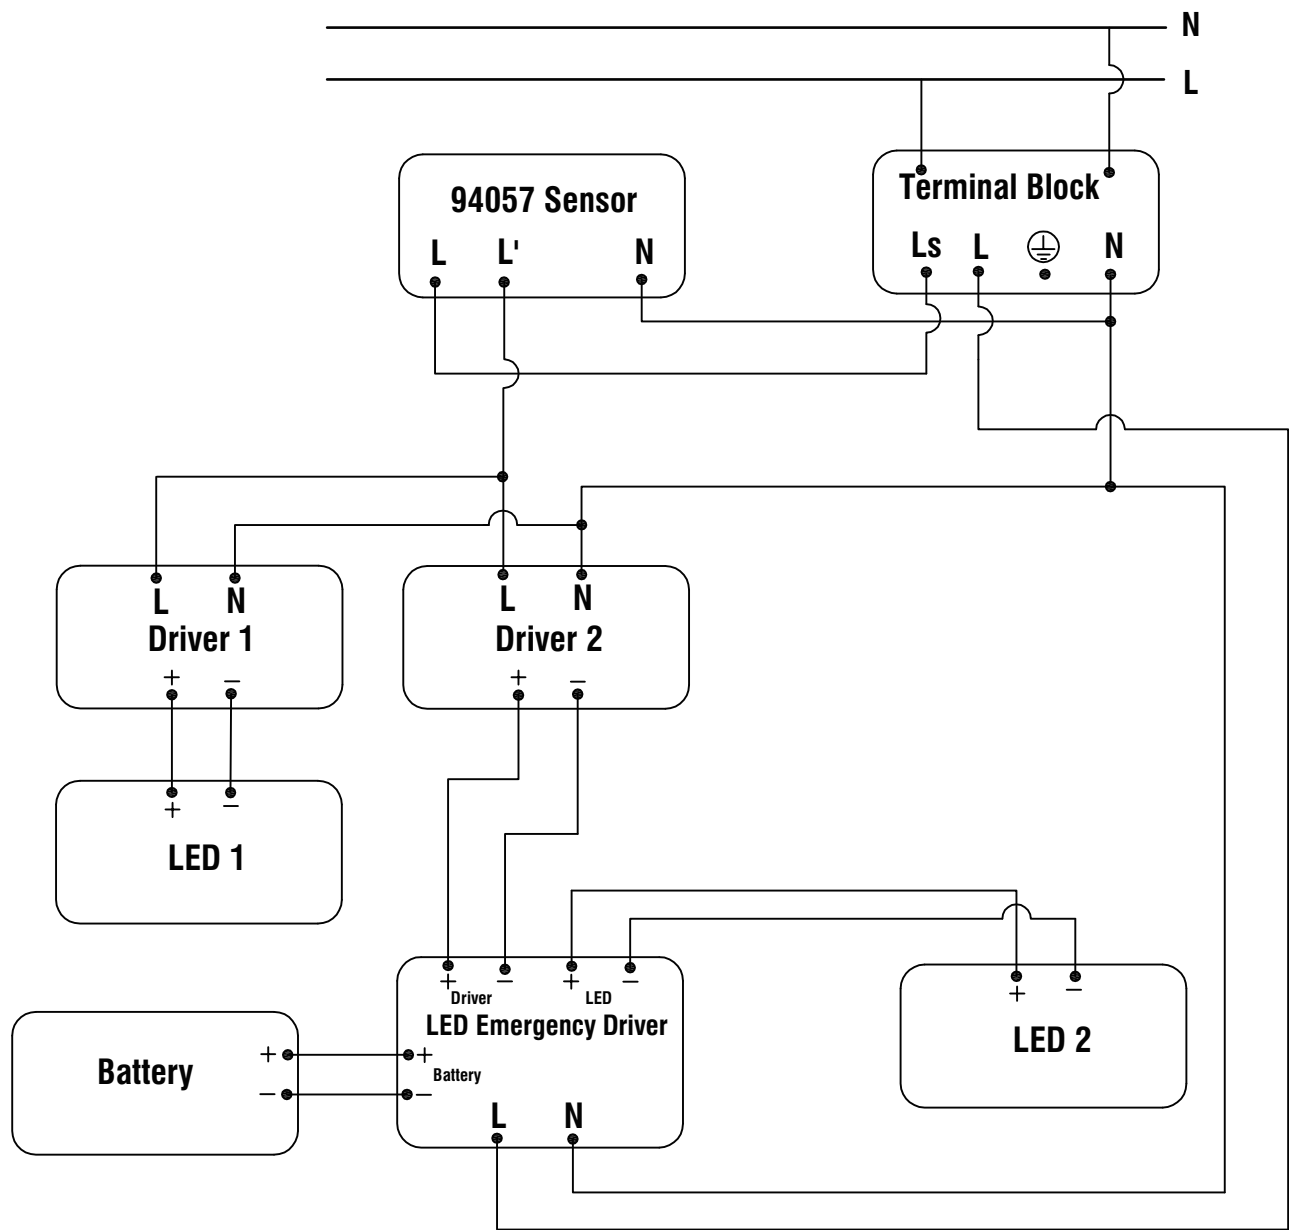 N
L
94057 Sensor
L L' N
Terminal Block
Ls L N
L N
Driver 1
+ −
L N
Driver 2
+ −
+ −
LED 1
+ − + −
Driver LED
LED Emergency Driver
+ −
LED 2
Battery
+
−
+
Battery
−
L N